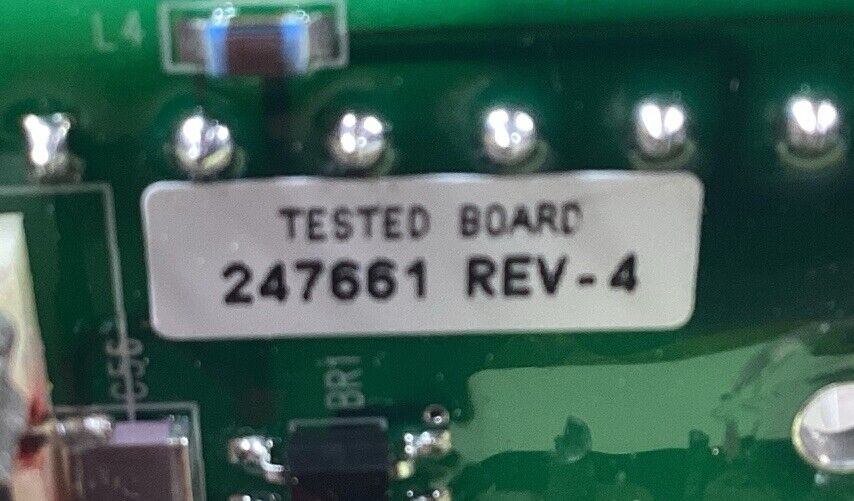 L4
TESTED BOARD
247661 REV-4
C56
BR1